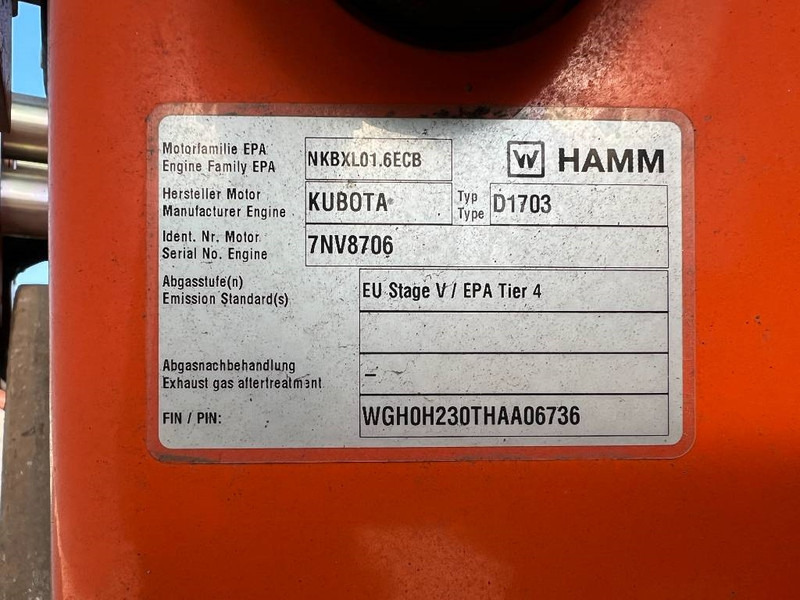 Motorfamilie EPA
Engine Family EPA
NKBXL01.6ECB
HAMM
Hersteller Motor
Manufacturer Engine
KUBOTA
Typ
Type
D1703
Ident. Nr. Motor
Serial No. Engine
7NV8706
Abgasstufe(n)
Emission Standard(s)
EU Stage V / EPA Tier 4
Abgasnachbehandlung
Exhaust gas aftertreatment
–
FIN / PIN:
WGH0H230THAA06736